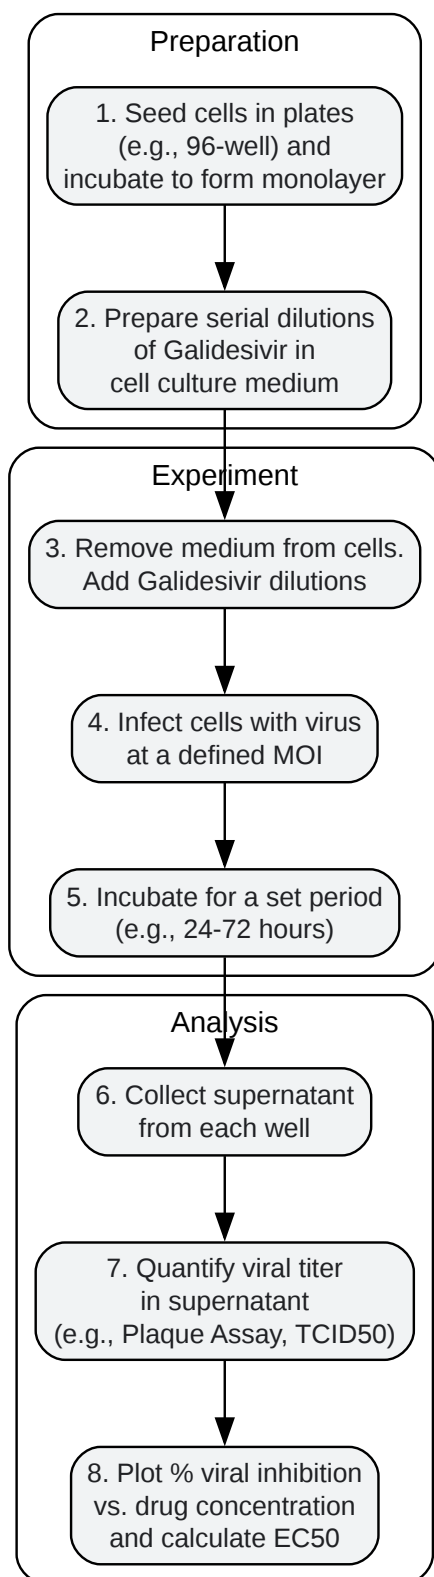 Preparation
1. Seed cells in plates
(e.g., 96-well) and
incubate to form monolayer
2. Prepare serial dilutions
of Galidesivir in
cell culture medium
Experiment
3. Remove medium from cells.
Add Galidesivir dilutions
4. Infect cells with virus
at a defined MOI
5. Incubate for a set period
(e.g., 24-72 hours)
Analysis
6. Collect supernatant
from each well
7. Quantify viral titer
in supernatant
(e.g., Plaque Assay, TCID50)
8. Plot % viral inhibition
vs. drug concentration
and calculate EC50